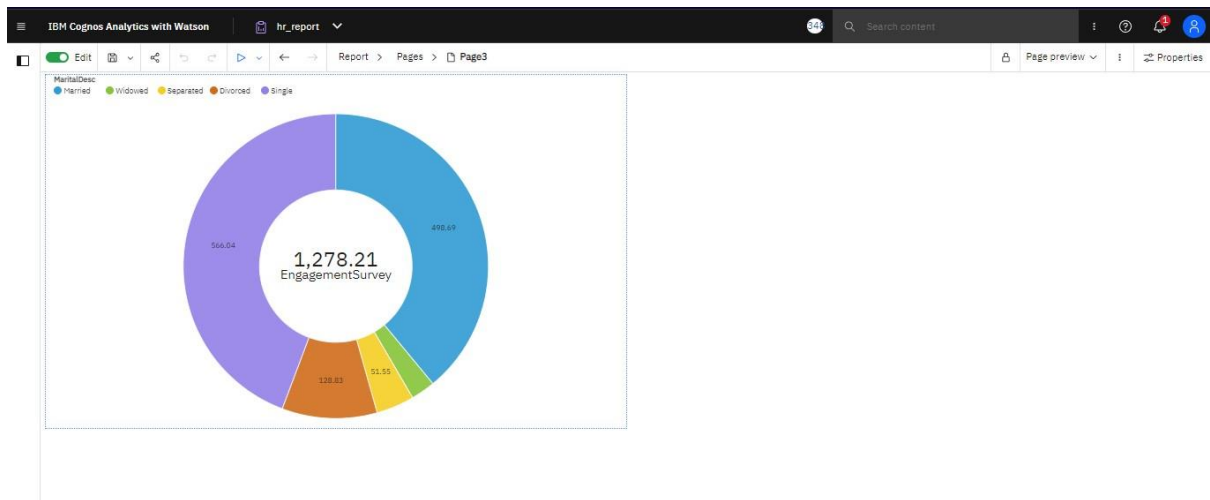 IBM Cognos Analytics with Watson hr_report
Search content
1
Edit Report > Pages > Page3 Page preview Properties
MaritalDesc
Married Widowed Separated Divorced Single
498.69
566.04
1,278.21
EngagementSurvey
51.55
128.83